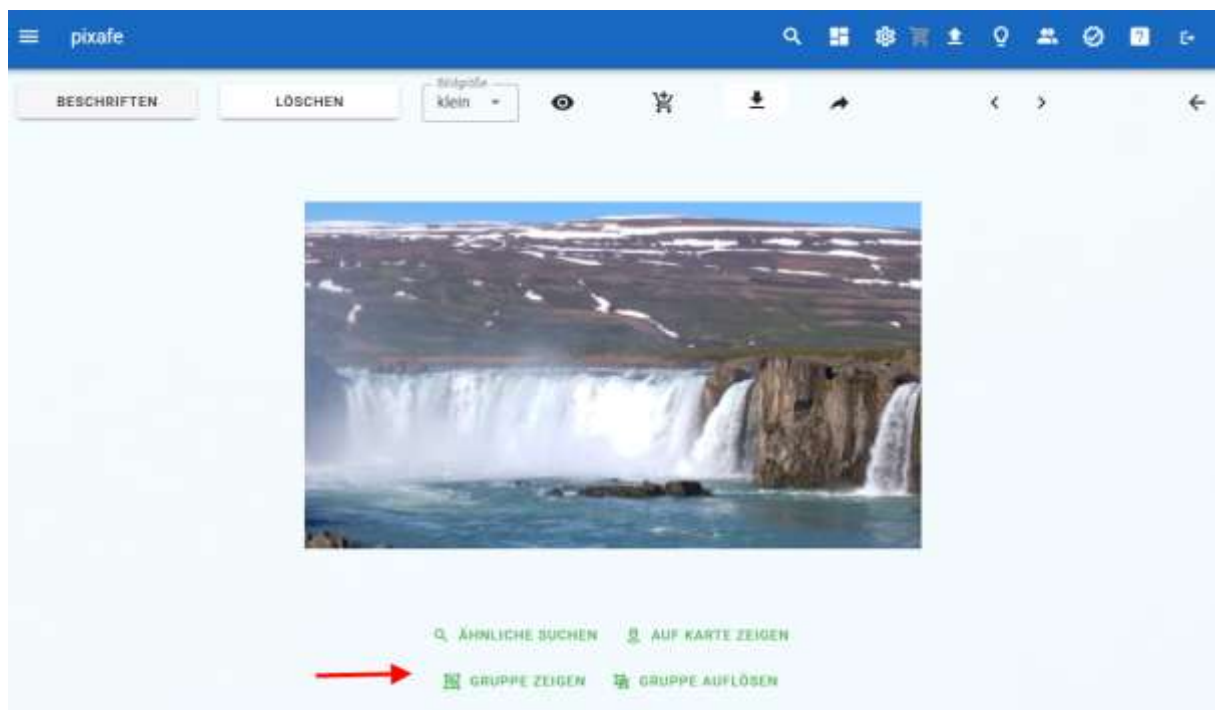 pixafe
BESCHRIFTEN LÖSCHEN Bildgröße klein
ÄHNLICHE SUCHEN AUF KARTE ZEIGEN
GRUPPE ZEIGEN GRUPPE AUFLÖSEN